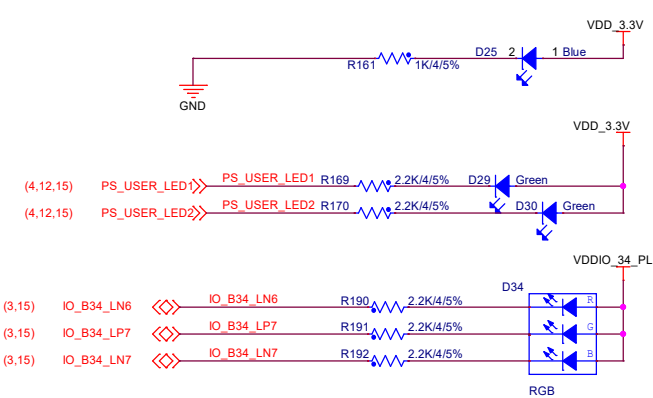 VDD_3.3V
D25 2 1 Blue
R161 1K/4/5%
GND
VDD_3.3V
(4,12,15) PS_USER_LED1 PS_USER_LED1 R169 2.2K/4/5% D29 Green
(4,12,15) PS_USER_LED2 PS_USER_LED2 R170 2.2K/4/5% D30 Green
VDDIO_34_PL
D34
(3,15) IO_B34_LN6 IO_B34_LN6 R190 2.2K/4/5% R
(3,15) IO_B34_LP7 IO_B34_LP7 R191 2.2K/4/5% G
(3,15) IO_B34_LN7 IO_B34_LN7 R192 2.2K/4/5% B
RGB